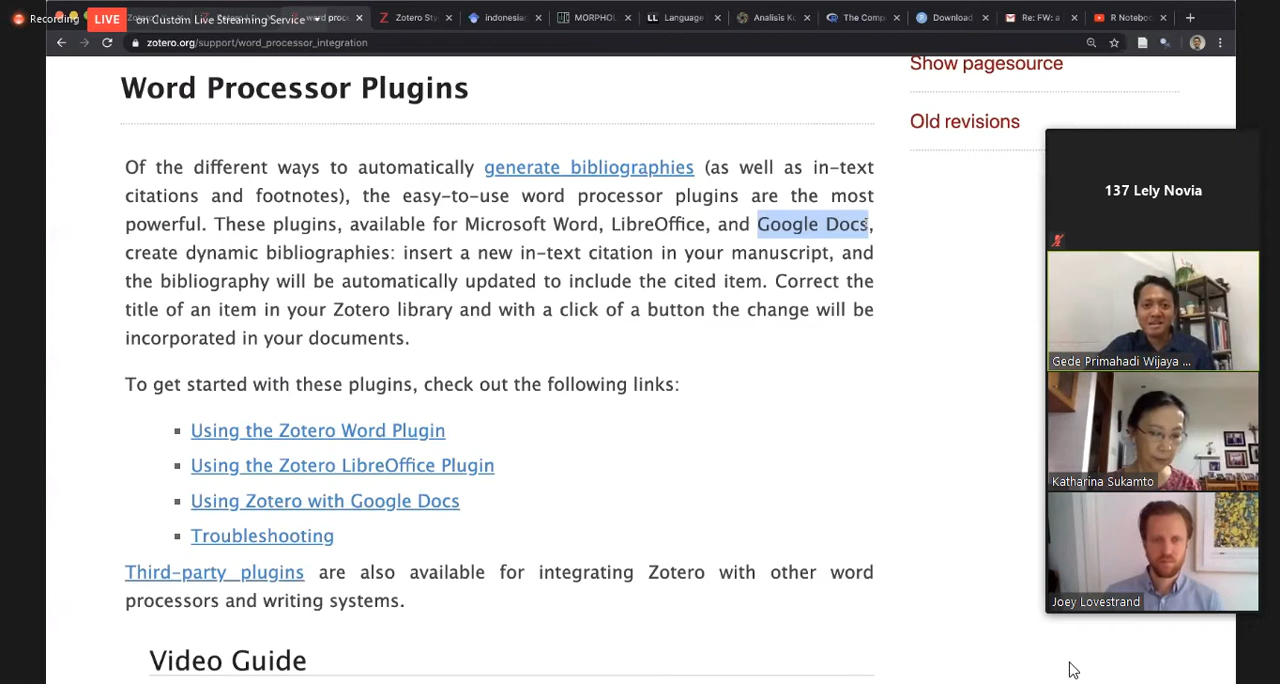 Recording
LIVE
on Custom Live Streaming Service
word proc
Zotero Sty
indonesian
MORPHOL
Language
Analisis Ko
The Comp
Download
Re: FW: a
R Noteboo
zotero.org/support/word_processor_integration
Word Processor Plugins
Show pagesource
Old revisions
Of the different ways to automatically generate bibliographies (as well as in-text
citations and footnotes), the easy-to-use word processor plugins are the most
powerful. These plugins, available for Microsoft Word, LibreOffice, and Google Docs,
create dynamic bibliographies: insert a new in-text citation in your manuscript, and
the bibliography will be automatically updated to include the cited item. Correct the
title of an item in your Zotero library and with a click of a button the change will be
incorporated in your documents.
To get started with these plugins, check out the following links:
Using the Zotero Word Plugin
Using the Zotero LibreOffice Plugin
Using Zotero with Google Docs
Troubleshooting
Third-party plugins are also available for integrating Zotero with other word
processors and writing systems.
Video Guide
137 Lely Novia
Gede Primahadi Wijaya ...
Katharina Sukamto
Joey Lovestrand